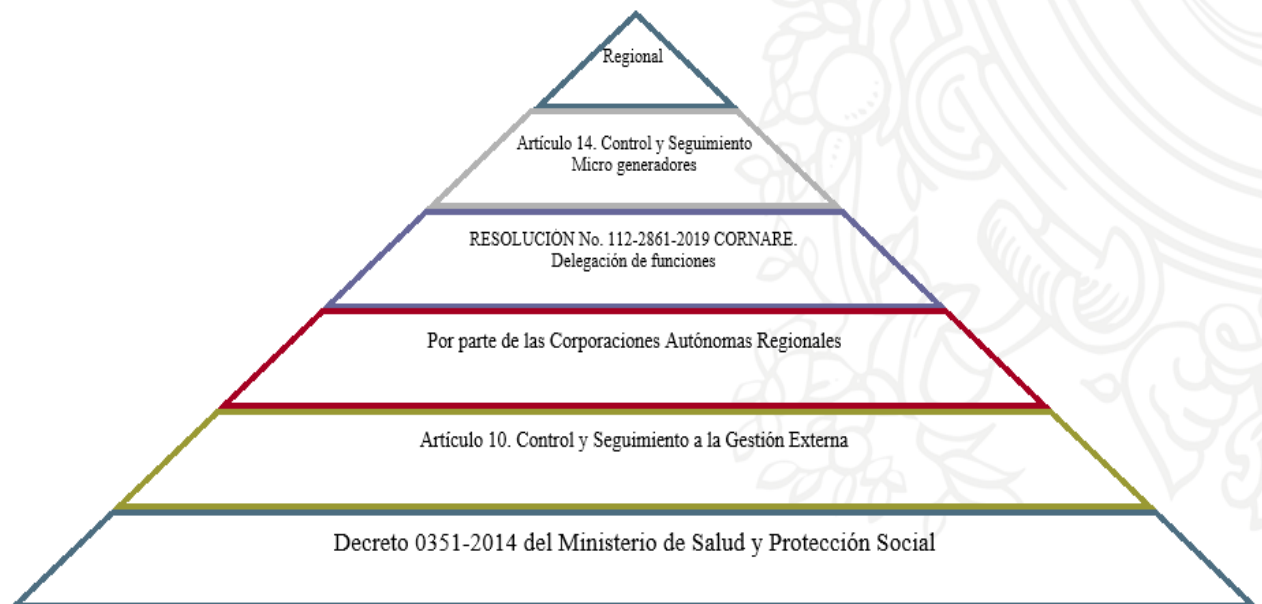 Regional
Artículo 14. Control y Seguimiento
Micro generadores
RESOLUCIÓN No. 112-2861-2019 CORNARE.
Delegación de funciones
Por parte de las Corporaciones Autónomas Regionales
Artículo 10. Control y Seguimiento a la Gestión Externa
Decreto 0351-2014 del Ministerio de Salud y Protección Social